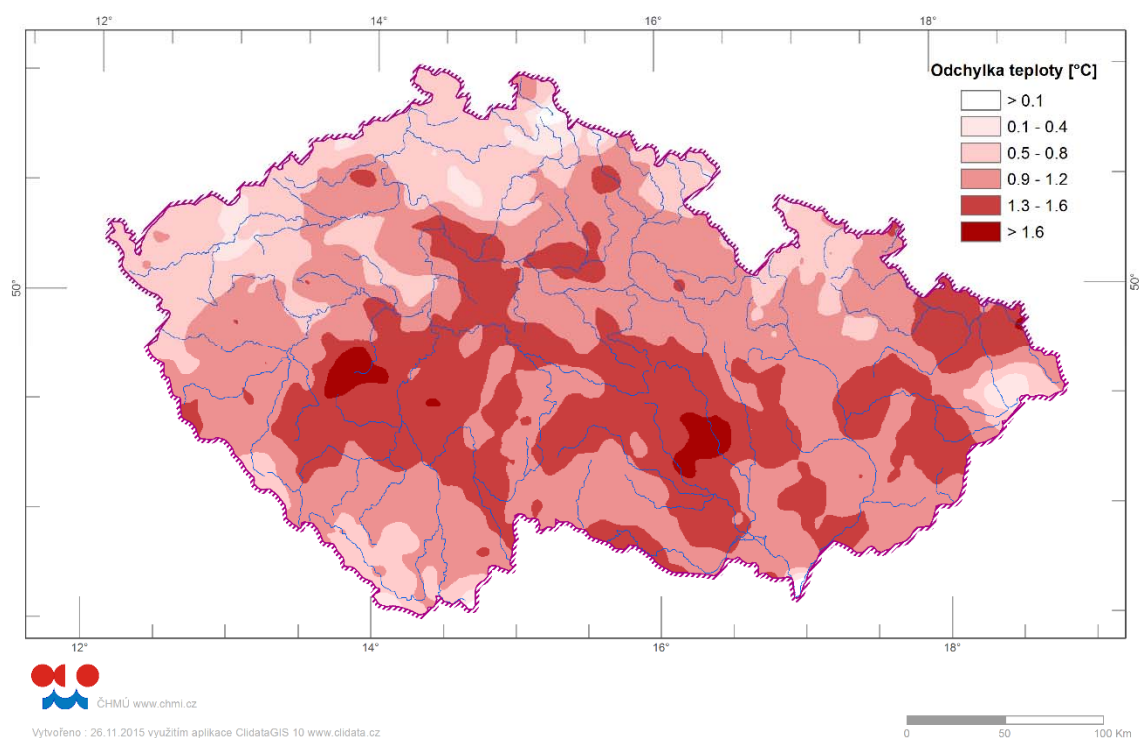 12° 14° 16° 18°
Odchylka teploty [°C]
> 0.1
0.1 - 0.4
0.5 - 0.8
0.9 - 1.2
1.3 - 1.6
> 1.6
50° 50°
12° 14° 16° 18°
ČHMÚ www.chmi.cz
Vytvořeno : 26.11.2015 využitím aplikace ClidataGIS 10 www.clidata.cz
0 50 100 Km